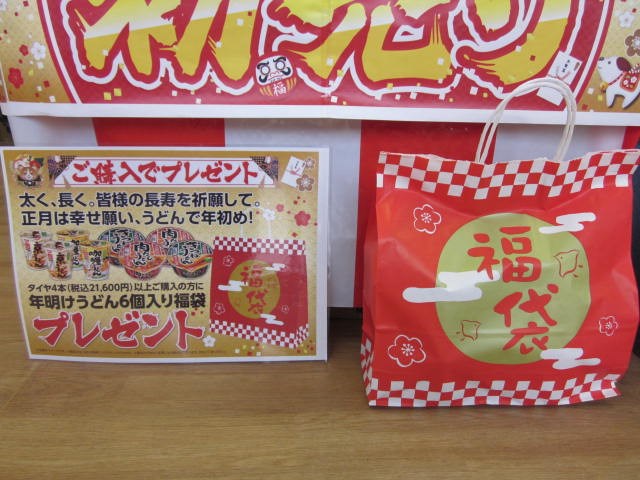 初売り
福
ご購入でプレゼント
太く、長く。皆様の長寿を祈願して。
正月は幸せ願い、うどんで年初め!
福袋
タイヤ4本(税込21,600円)以上ご購入の方に
年明けうどん6個入り福袋
プレゼント
福袋